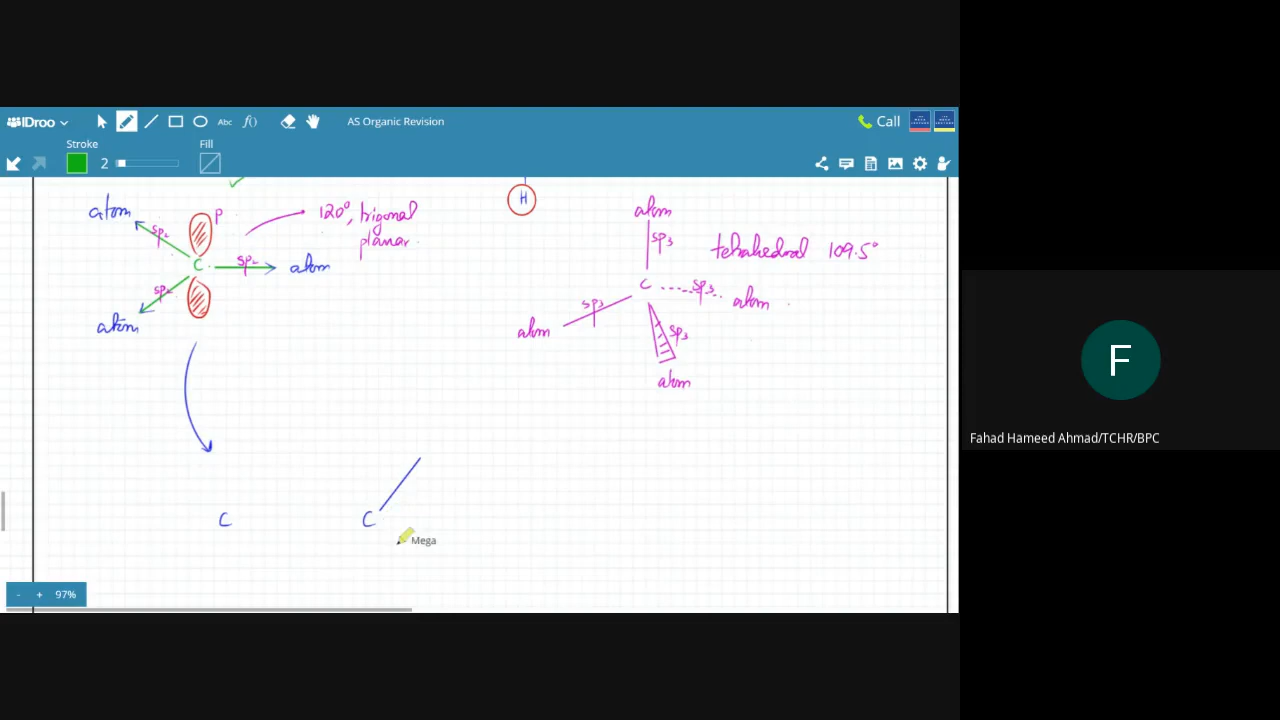 IDroo
Abc
f()
AS Organic Revision
Call
Stroke
Fill
2
atom
P
120°, trigonal
planar
H
atom
sp2
sp3
tetrahedral 109.5°
C
sp2
atom
C
sp3
atom
sp2
sp3
atom
sp3
atom
atom
C
C
Mega
- + 97%
F
Fahad Hameed Ahmad/TCHR/BPC